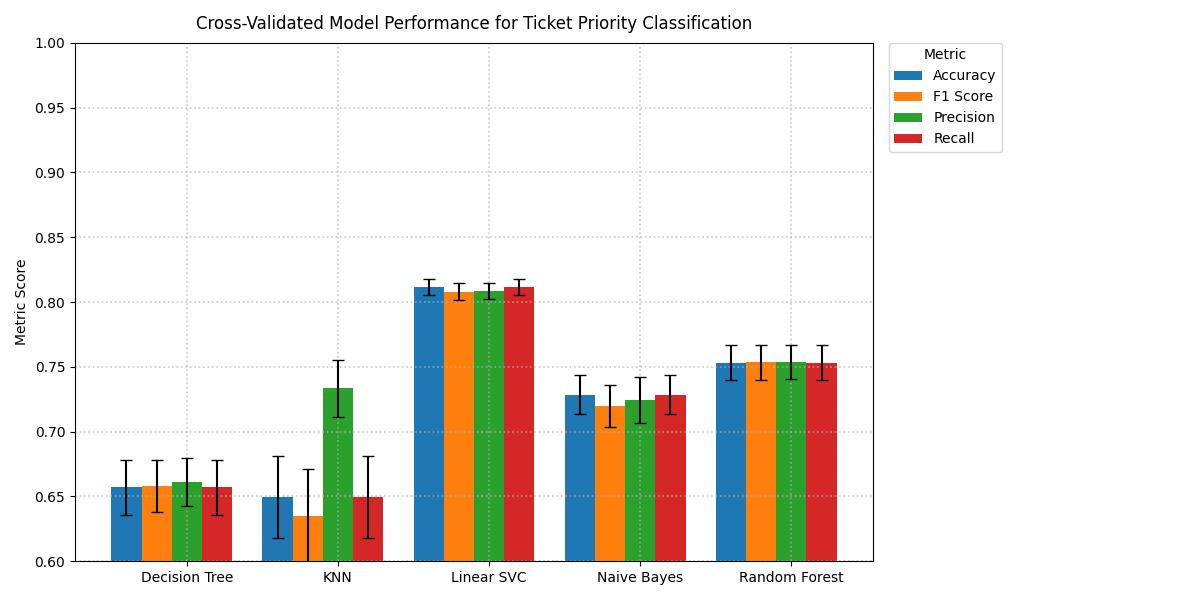 Cross-Validated Model Performance for Ticket Priority Classification
Metric
Accuracy
F1 Score
Precision
Recall
Metric Score
1.00
0.95
0.90
0.85
0.80
0.75
0.70
0.65
0.60
Decision Tree
KNN
Linear SVC
Naive Bayes
Random Forest